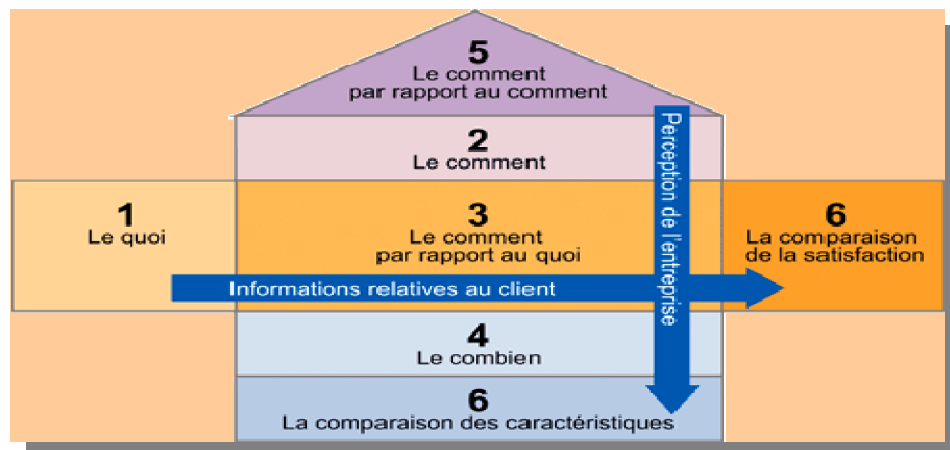 5
Le comment
par rapport au comment
2
Le comment
1
Le quoi
3
Le comment
par rapport au quoi
6
La comparaison
de la satisfaction
Informations relatives au client
Perception de l'entreprise
4
Le combien
6
La comparaison des caractéristiques